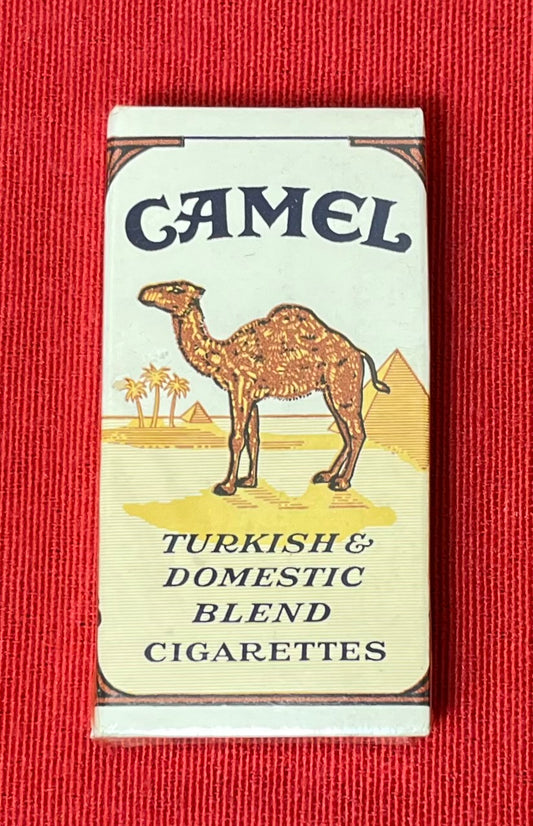 CAMEL
TURKISH &
DOMESTIC
BLEND
CIGARETTES